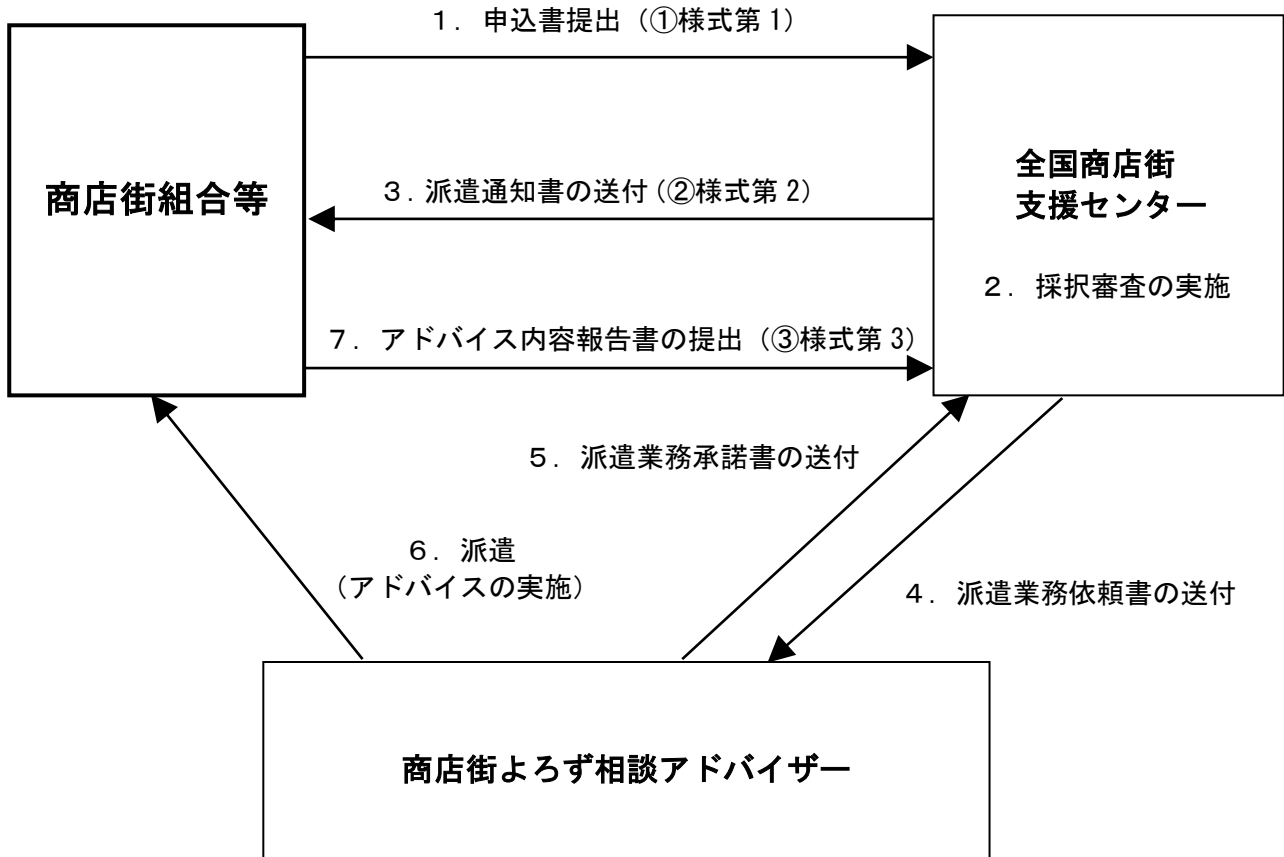 １. 申込書提出（①様式第1）
商店街組合等
全国商店街
支援センター
３. 派遣通知書の送付（②様式第2）
２. 採択審査の実施
７. アドバイス内容報告書の提出（③様式第3）
５. 派遣業務承諾書の送付
６. 派遣
（アドバイスの実施）
４. 派遣業務依頼書の送付
商店街よろず相談アドバイザー